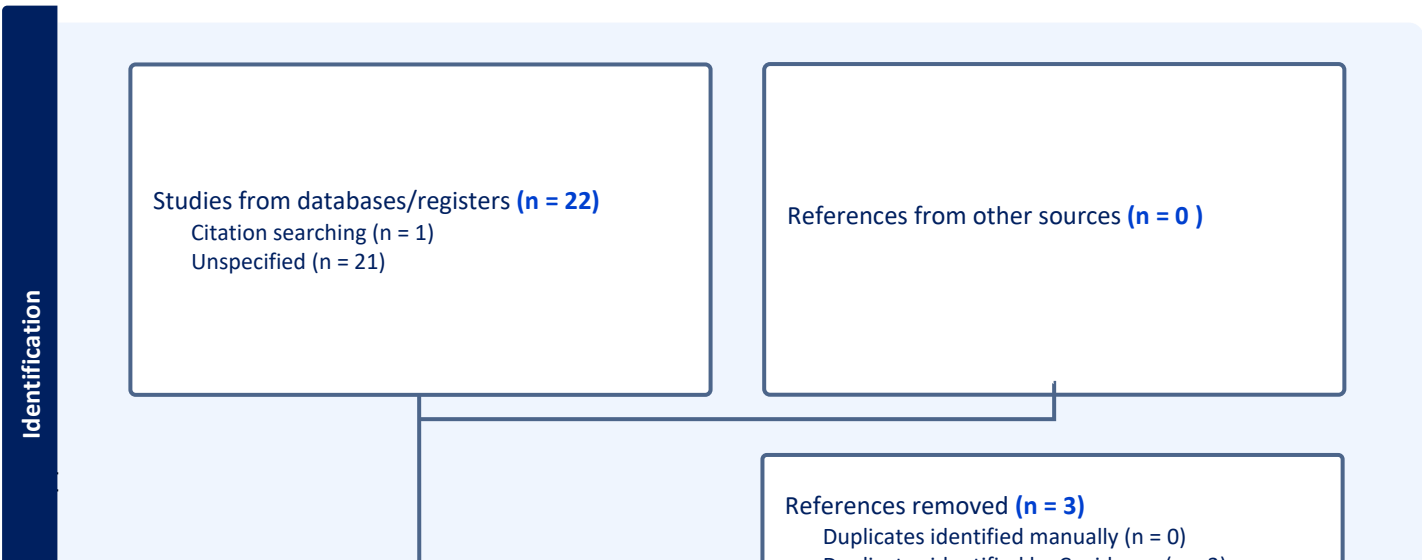 Identification
Studies from databases/registers (n = 22)
Citation searching (n = 1)
Unspecified (n = 21)
References from other sources (n = 0 )
References removed (n = 3)
Duplicates identified manually (n = 0)